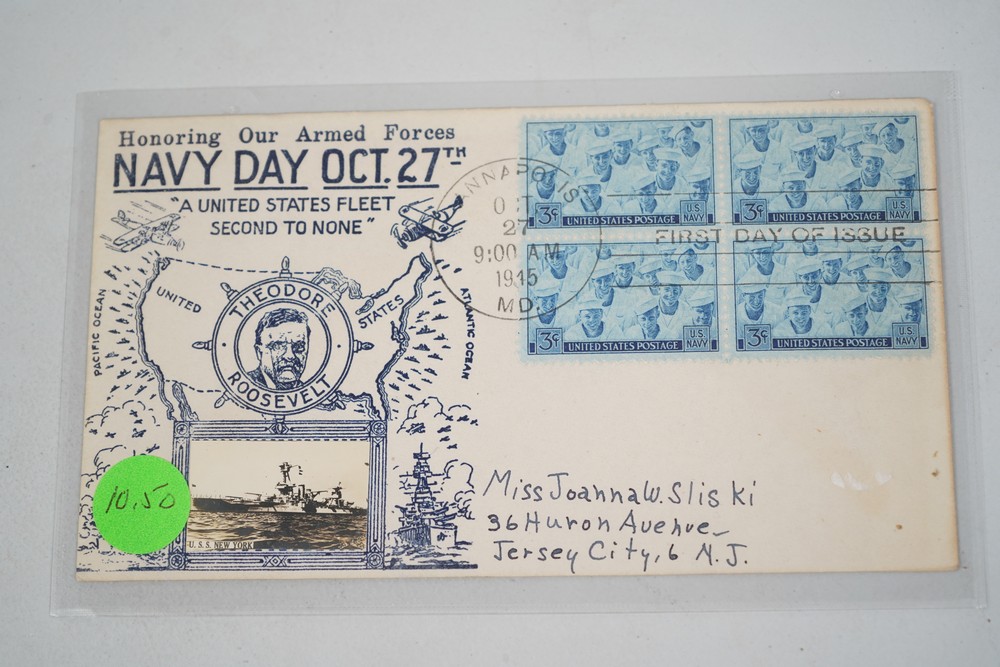 Honoring Our Armed Forces
NAVY DAY OCT. 27TH
"A UNITED STATES FLEET
SECOND TO NONE"
PACIFIC OCEAN
UNITED
STATES
ATLANTIC OCEAN
THEODORE
ROOSEVELT
U.S.S. NEW YORK
10.50
ANNAPOLIS
27
9:00 AM
1945
MD.
FIRST DAY OF ISSUE
3¢ UNITED STATES POSTAGE U.S. NAVY
3¢ UNITED STATES POSTAGE U.S. NAVY
3¢ UNITED STATES POSTAGE U.S. NAVY
3¢ UNITED STATES POSTAGE U.S. NAVY
Miss Joanna W. Sliski
36 Huron Avenue
Jersey City, 6 N.J.